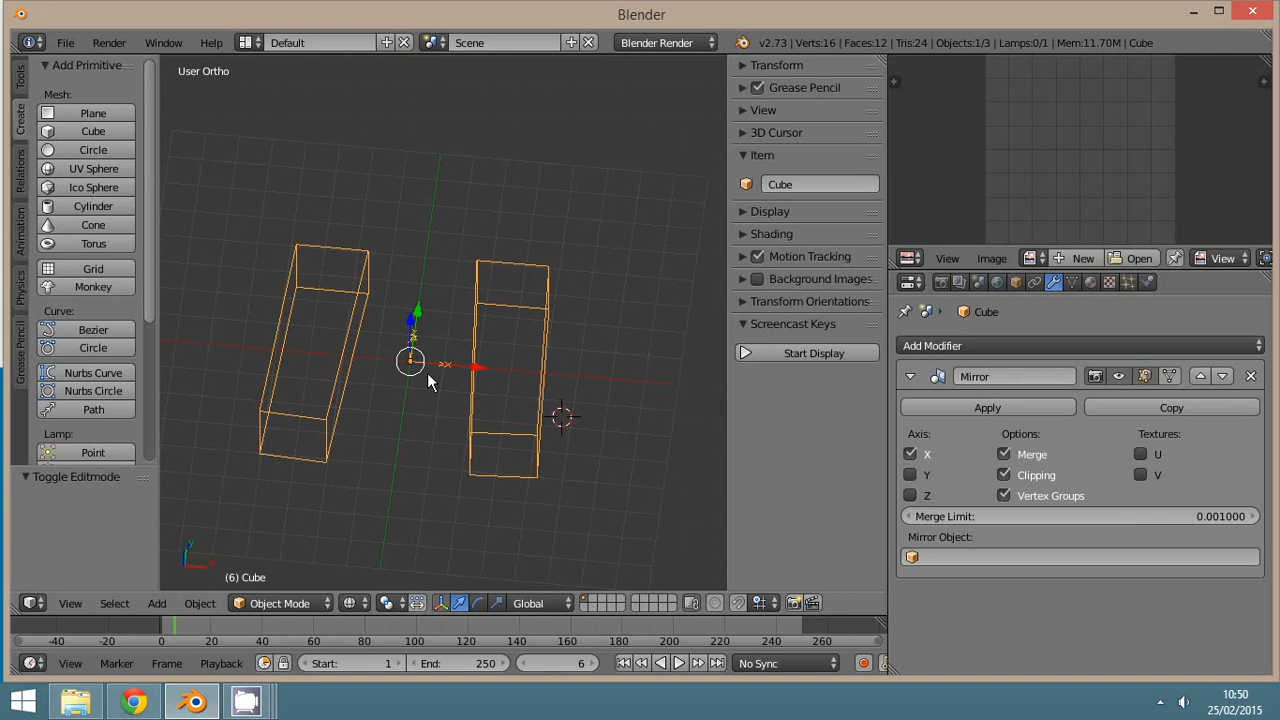 Blender
File Render Window Help Default Scene Blender Render v2.73 | Verts:16 | Faces:12 | Tris:24 | Objects:1/3 | Lamps:0/1 | Mem:11.70M | Cube
Tools
Create
Relations
Animation
Physics
Grease Pencil
Add Primitive
Mesh:
Plane
Cube
Circle
UV Sphere
Ico Sphere
Cylinder
Cone
Torus
Grid
Monkey
Curve:
Bezier
Circle
Nurbs Curve
Nurbs Circle
Path
Lamp:
Point
Toggle Editmode
User Ortho
(6) Cube
Transform
Grease Pencil
View
3D Cursor
Item
Cube
Display
Shading
Motion Tracking
Background Images
Transform Orientations
Screencast Keys
Start Display
View Image New Open View
Cube
Add Modifier
Mirror
Apply Copy
Axis: Options: Textures:
X Merge U
Y Clipping V
Z Vertex Groups
Merge Limit: 0.001000
Mirror Object:
View Select Add Object Object Mode Global
-40 -20 0 20 40 60 80 100 120 140 160 180 200 220 240 260
View Marker Frame Playback Start: 1 End: 250 6 No Sync
10:50
25/02/2015